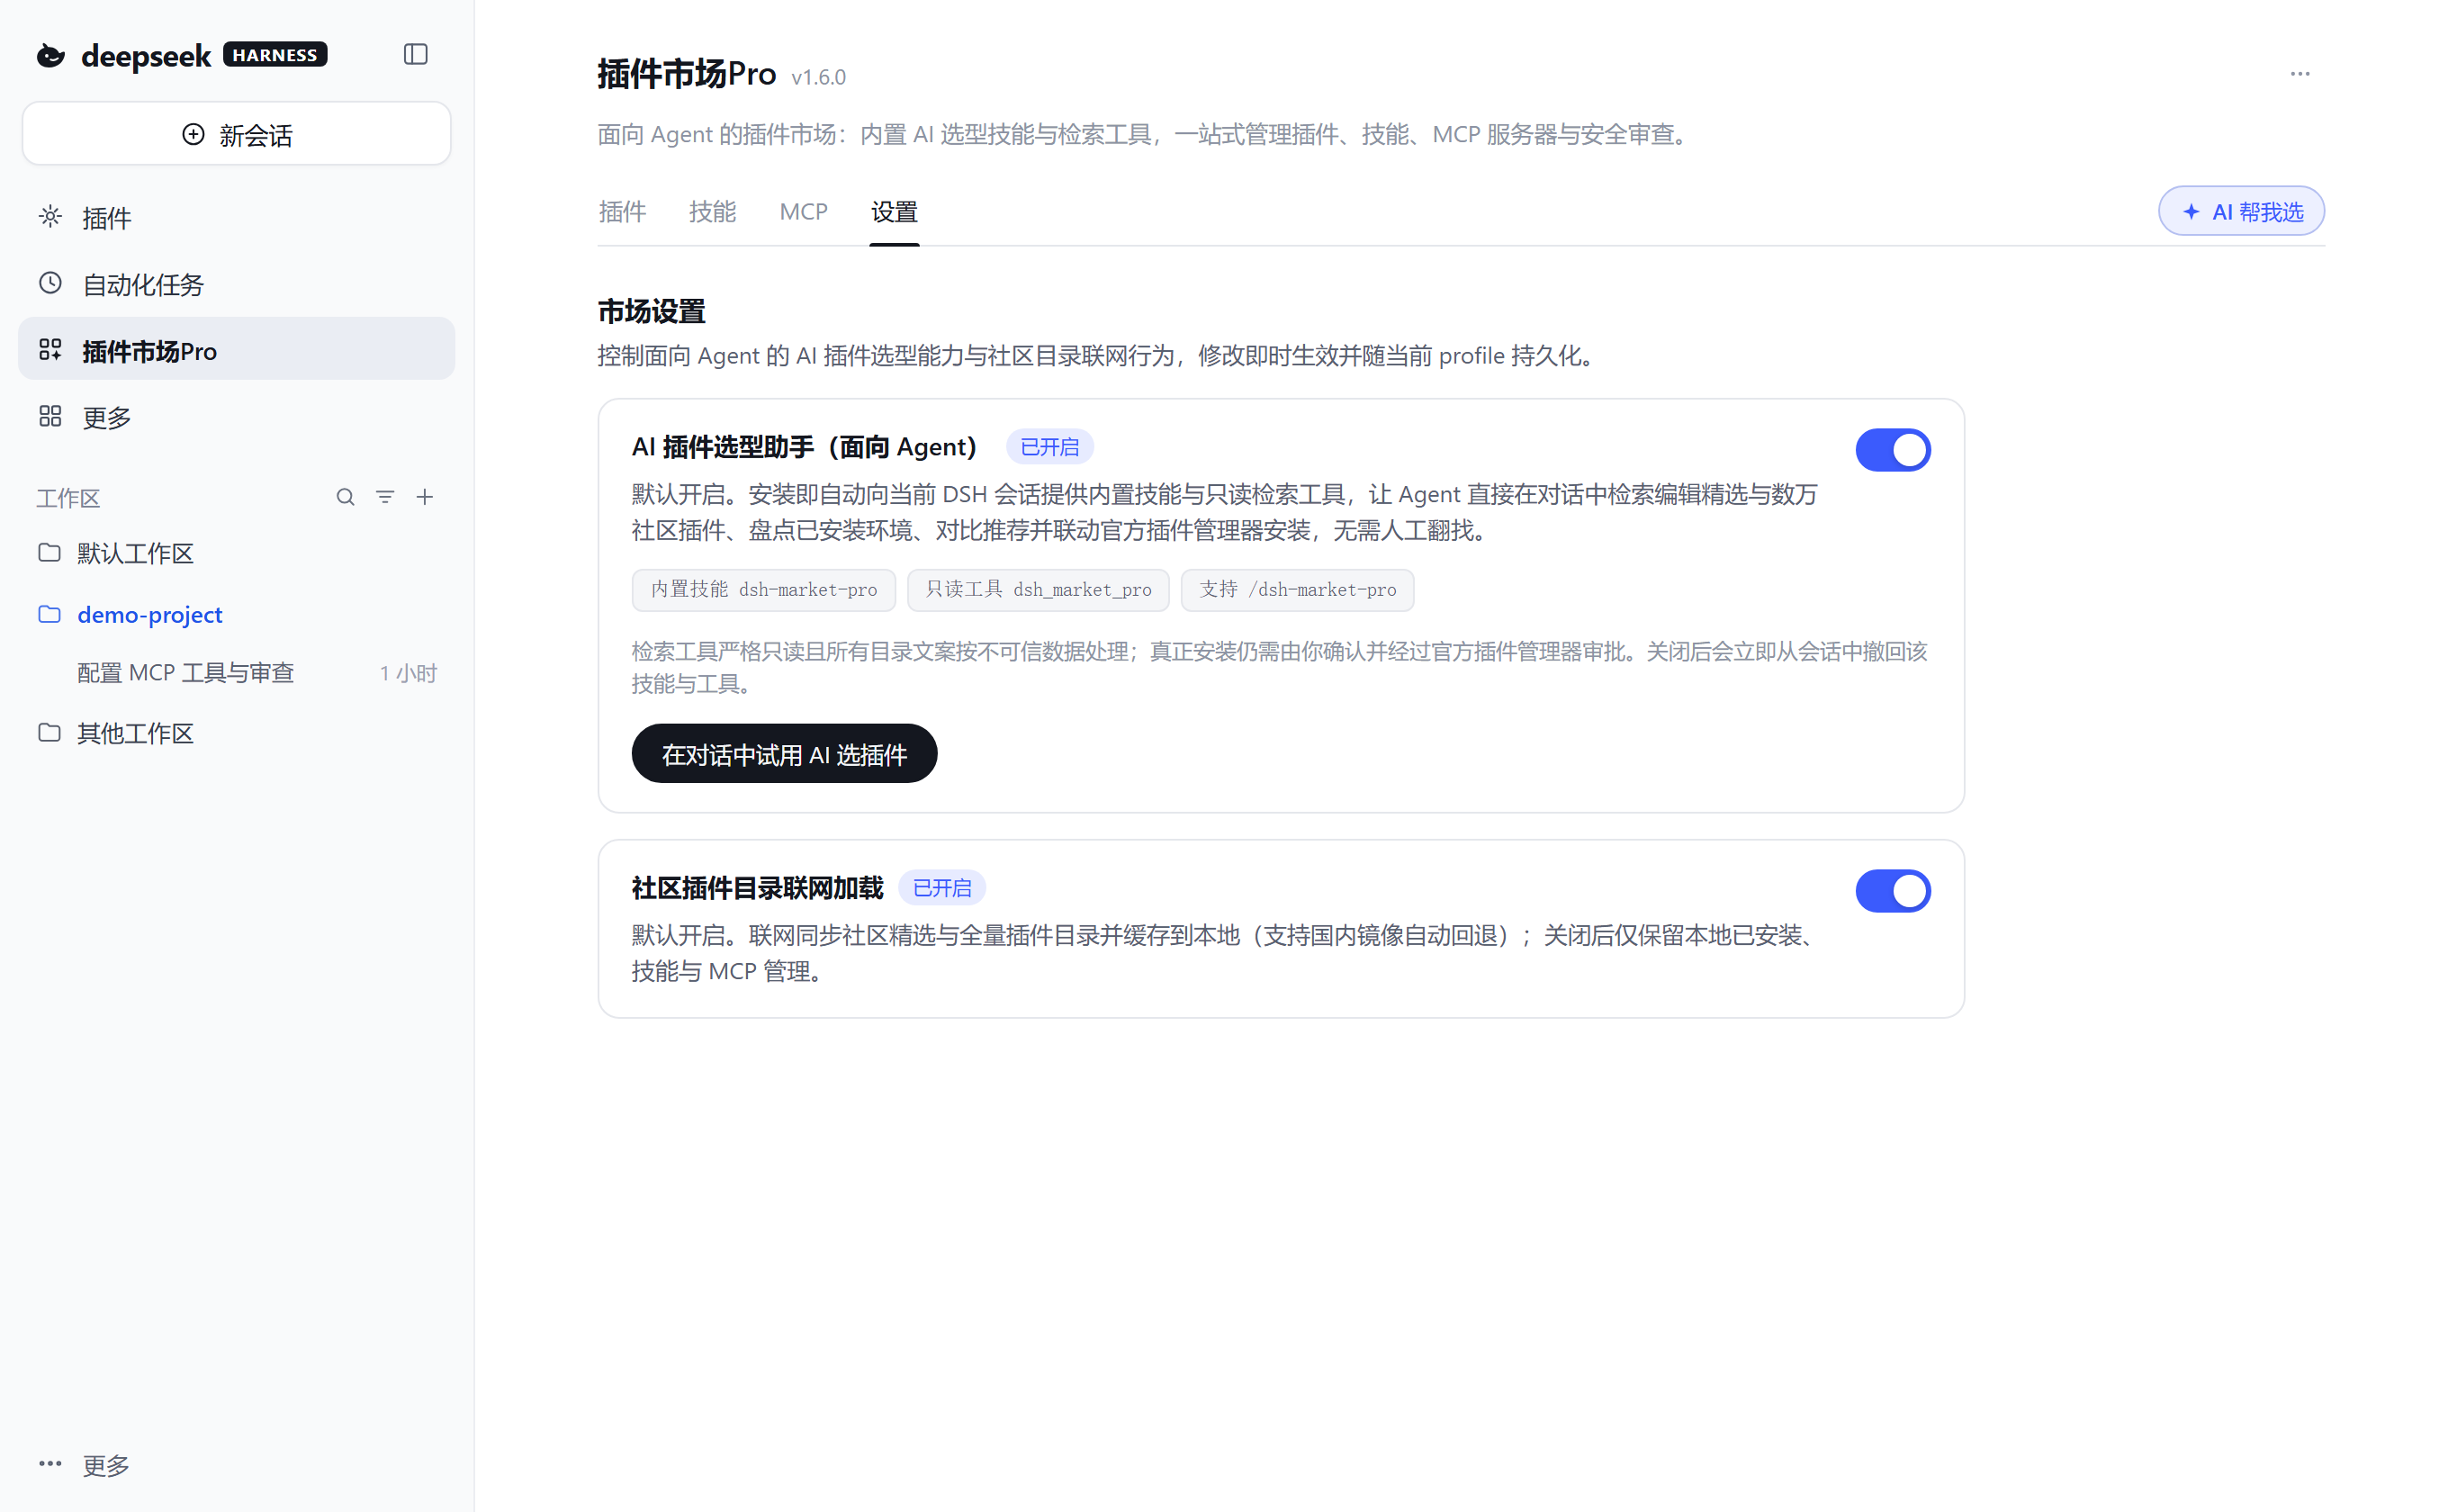 deepseek HARNESS
新会话
插件
自动化任务
插件市场Pro
更多
工作区
默认工作区
demo-project
配置 MCP 工具与审查 1 小时
其他工作区
更多
插件市场Pro v1.6.0
面向 Agent 的插件市场：内置 AI 选型技能与检索工具，一站式管理插件、技能、MCP 服务器与安全审查。
插件 技能 MCP 设置
AI 帮我选
市场设置
控制面向 Agent 的 AI 插件选型能力与社区目录联网行为，修改即时生效并随当前 profile 持久化。
AI 插件选型助手（面向 Agent） 已开启
默认开启。安装即自动向当前 DSH 会话提供内置技能与只读检索工具，让 Agent 直接在对话中检索编辑精选与数万
社区插件、盘点已安装环境、对比推荐并联动官方插件管理器安装，无需人工翻找。
内置技能 dsh-market-pro 只读工具 dsh_market_pro 支持 /dsh-market-pro
检索工具严格只读且所有目录文案按不可信数据处理；真正安装仍需由你确认并经过官方插件管理器审批。关闭后会立即从会话中撤回该
技能与工具。
在对话中试用 AI 选插件
社区插件目录联网加载 已开启
默认开启。联网同步社区精选与全量插件目录并缓存到本地（支持国内镜像自动回退）；关闭后仅保留本地已安装、
技能与 MCP 管理。